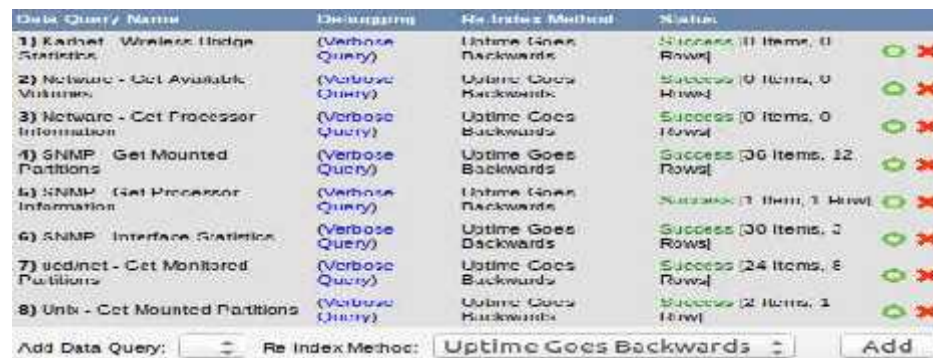 Data Query Name Debugging Re-Index Method Status
1) Karlnet - Wireless Bridge Statistics (Verbose Query) Uptime Goes Backwards Success [0 Items, 0 Rows]
2) Netware - Get Available Volumes (Verbose Query) Uptime Goes Backwards Success [0 Items, 0 Rows]
3) Netware - Get Processor Information (Verbose Query) Uptime Goes Backwards Success [0 Items, 0 Rows]
4) SNMP - Get Mounted Partitions (Verbose Query) Uptime Goes Backwards Success [36 Items, 12 Rows]
5) SNMP - Get Processor Information (Verbose Query) Uptime Goes Backwards Success [1 Item, 1 Row]
6) SNMP - Interface Statistics (Verbose Query) Uptime Goes Backwards Success [30 Items, Rows]
7) ucd/net - Get Monitored Partitions (Verbose Query) Uptime Goes Backwards Success [24 Items, Rows]
8) Unix - Get Mounted Partitions (Verbose Query) Uptime Goes Backwards Success [2 Items, 1 Row]
Add Data Query: Re-Index Method: Uptime Goes Backwards Add